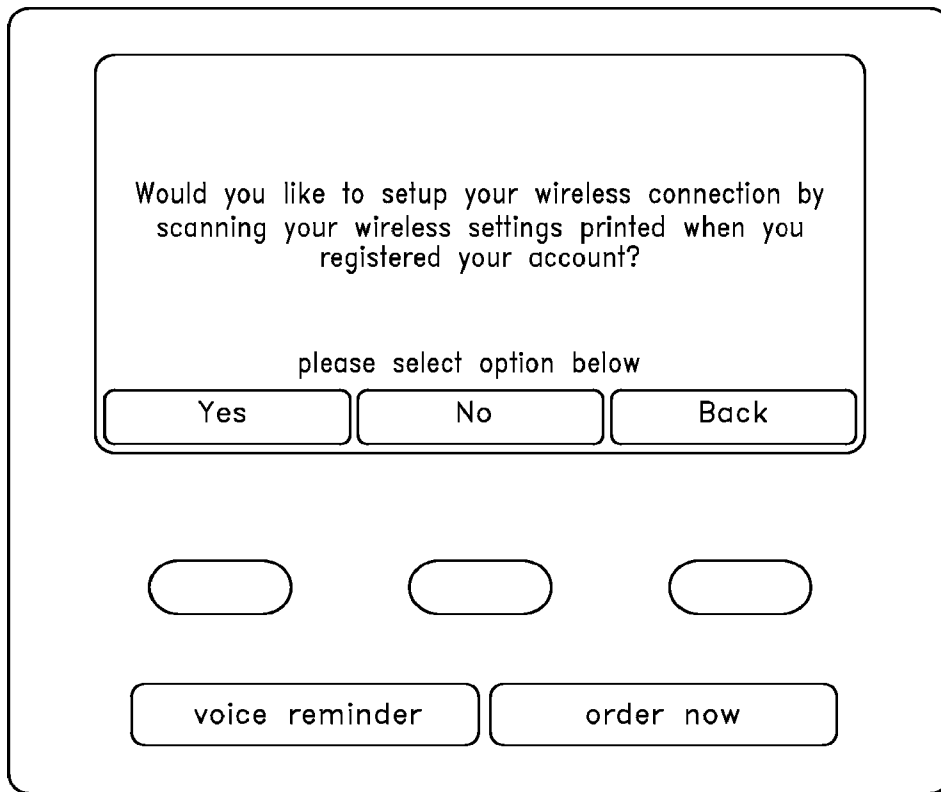 Would you like to setup your wireless connection by
scanning your wireless settings printed when you
registered your account?
please select option below
Yes No Back
voice reminder order now